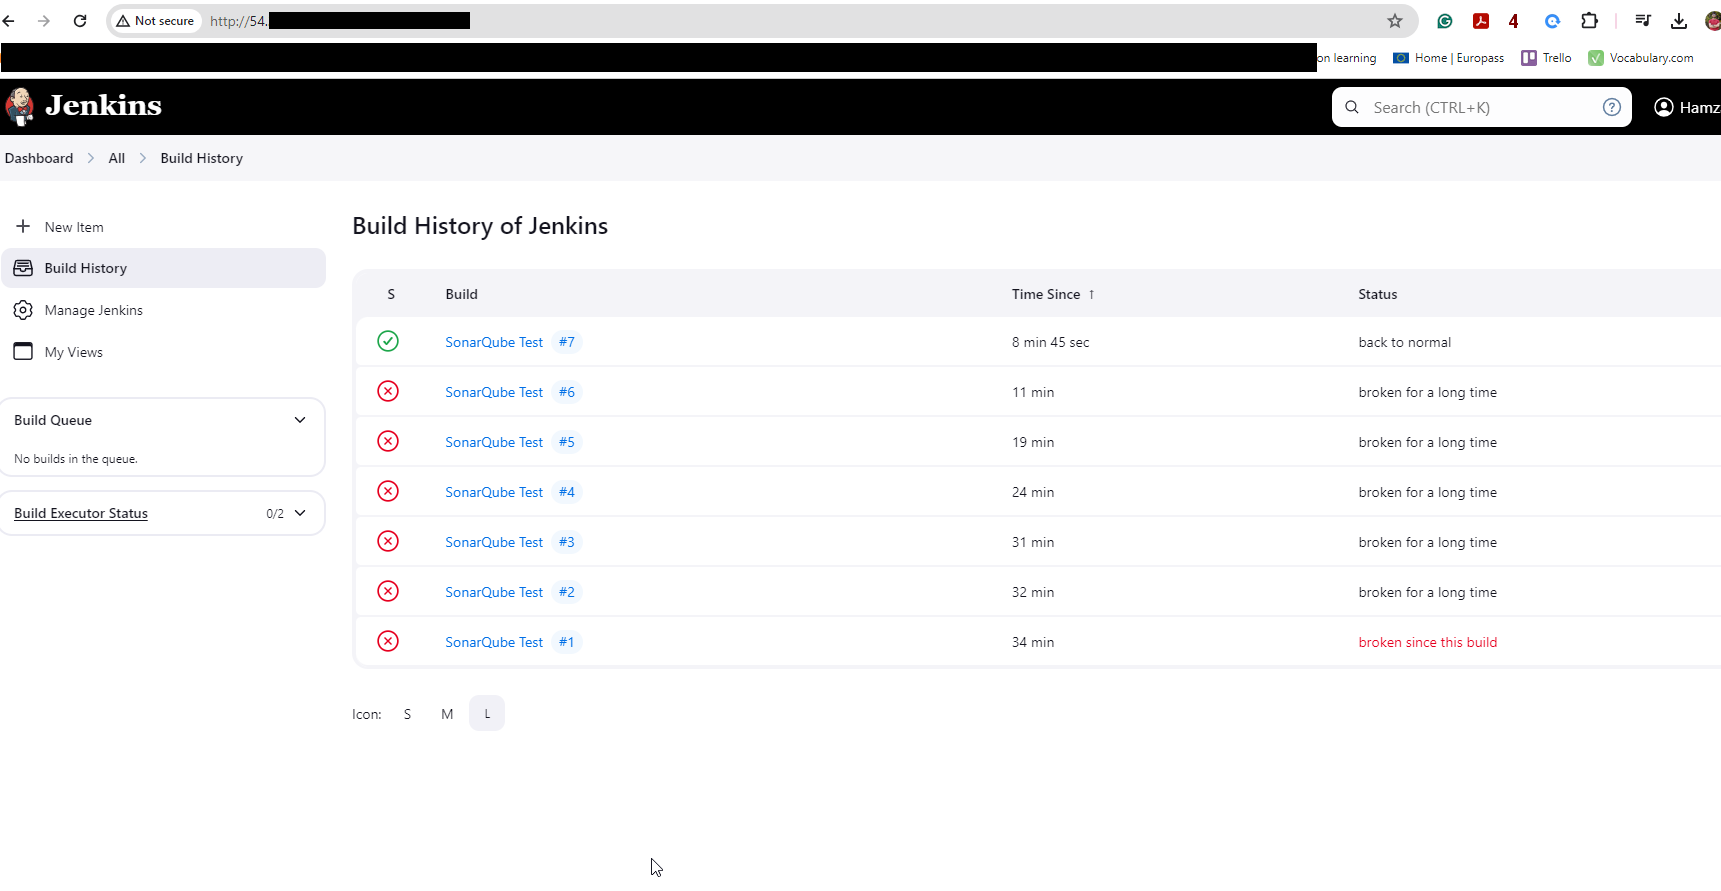 Not secure http://54.
4
on learning Home | Europass Trello Vocabulary.com
Jenkins Search (CTRL+K) ? Hamz
Dashboard All Build History
New Item
Build History
Manage Jenkins
My Views
Build Queue
No builds in the queue.
Build Executor Status 0/2
Build History of Jenkins
S Build Time Since ↑ Status
SonarQube Test #7 8 min 45 sec back to normal
SonarQube Test #6 11 min broken for a long time
SonarQube Test #5 19 min broken for a long time
SonarQube Test #4 24 min broken for a long time
SonarQube Test #3 31 min broken for a long time
SonarQube Test #2 32 min broken for a long time
SonarQube Test #1 34 min broken since this build
Icon: S M L